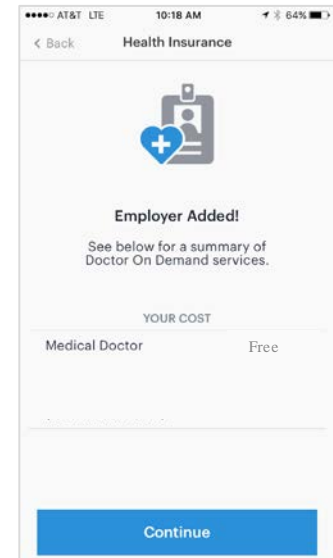 AT&T LTE 10:18 AM 64%
< Back Health Insurance
Employer Added!
See below for a summary of
Doctor On Demand services.
YOUR COST
Medical Doctor Free
Continue